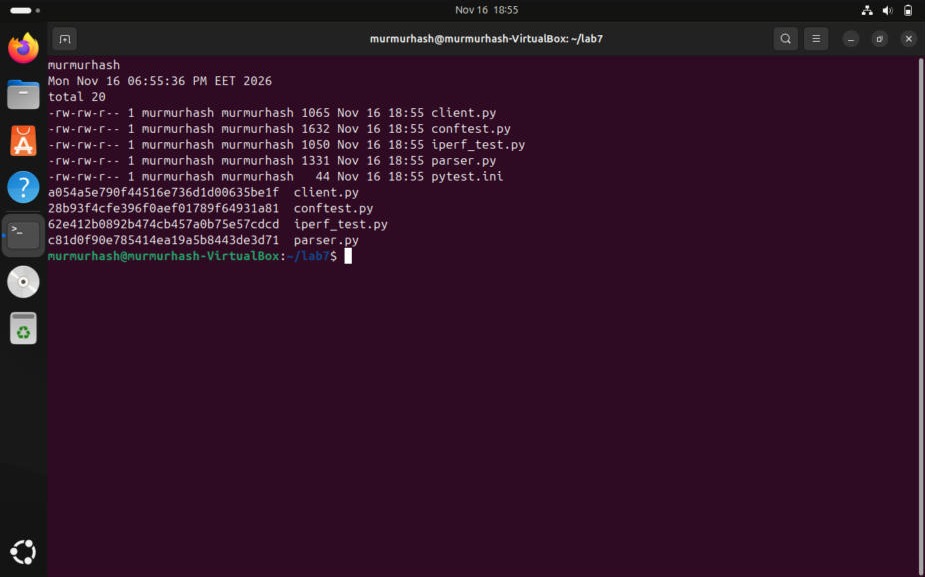 Nov 16 18:55
murmurhash@murmurhash-VirtualBox: ~/lab7
murmurhash
Mon Nov 16 06:55:36 PM EET 2026
total 20
-rw-rw-r-- 1 murmurhash murmurhash 1065 Nov 16 18:55 client.py
-rw-rw-r-- 1 murmurhash murmurhash 1632 Nov 16 18:55 conftest.py
-rw-rw-r-- 1 murmurhash murmurhash 1050 Nov 16 18:55 iperf_test.py
-rw-rw-r-- 1 murmurhash murmurhash 1331 Nov 16 18:55 parser.py
-rw-rw-r-- 1 murmurhash murmurhash   44 Nov 16 18:55 pytest.ini
a054a5e790f44516e736d1d00635be1f  client.py
28b93f4cfe396f0aef01789f64931a81  conftest.py
62e412b0892b474cb457a0b75e57cdcd  iperf_test.py
c81d0f90e785414ea19a5b8443de3d71  parser.py
murmurhash@murmurhash-VirtualBox:~/lab7$